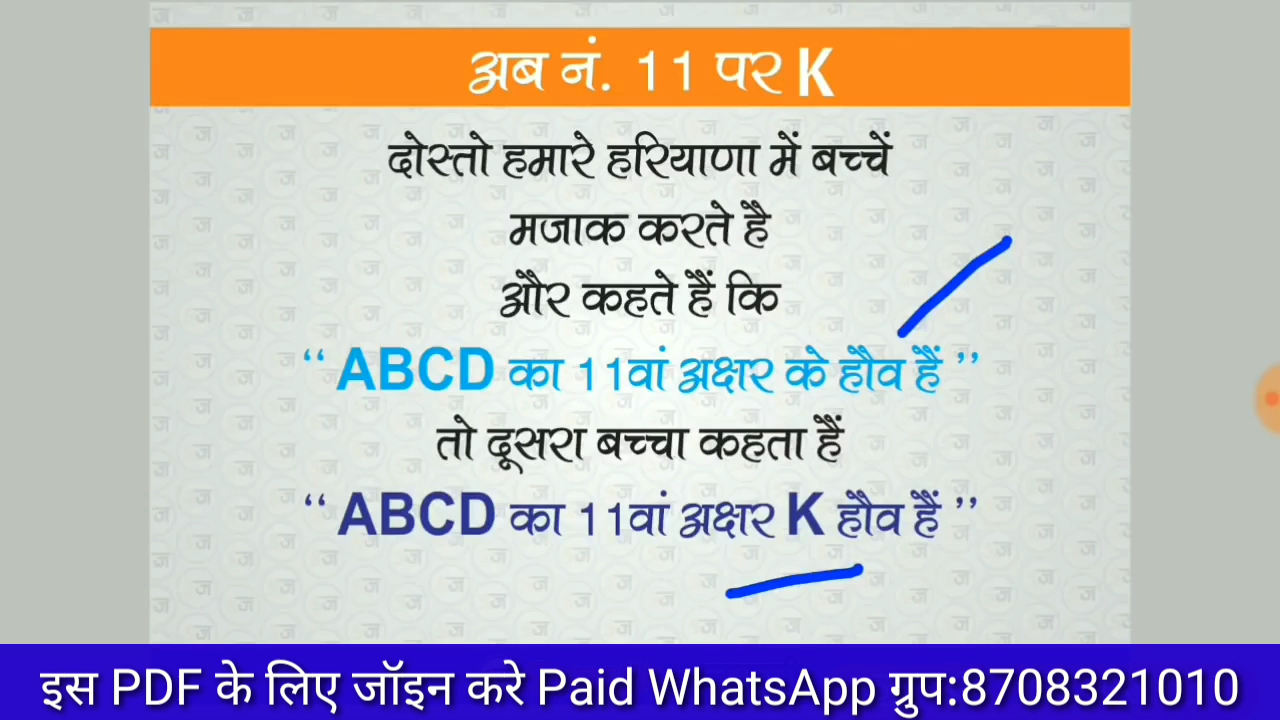 अब नं. 11 पर K
दोस्तो हमारे हरियाणा में बच्चें
मजाक करते है
और कहते हैं कि
“ ABCD का 11वां अक्षर के हौव हैं ”
तो दूसरा बच्चा कहता हैं
“ ABCD का 11वां अक्षर K हौव हैं ”
इस PDF के लिए जॉइन करे Paid WhatsApp ग्रुप:8708321010